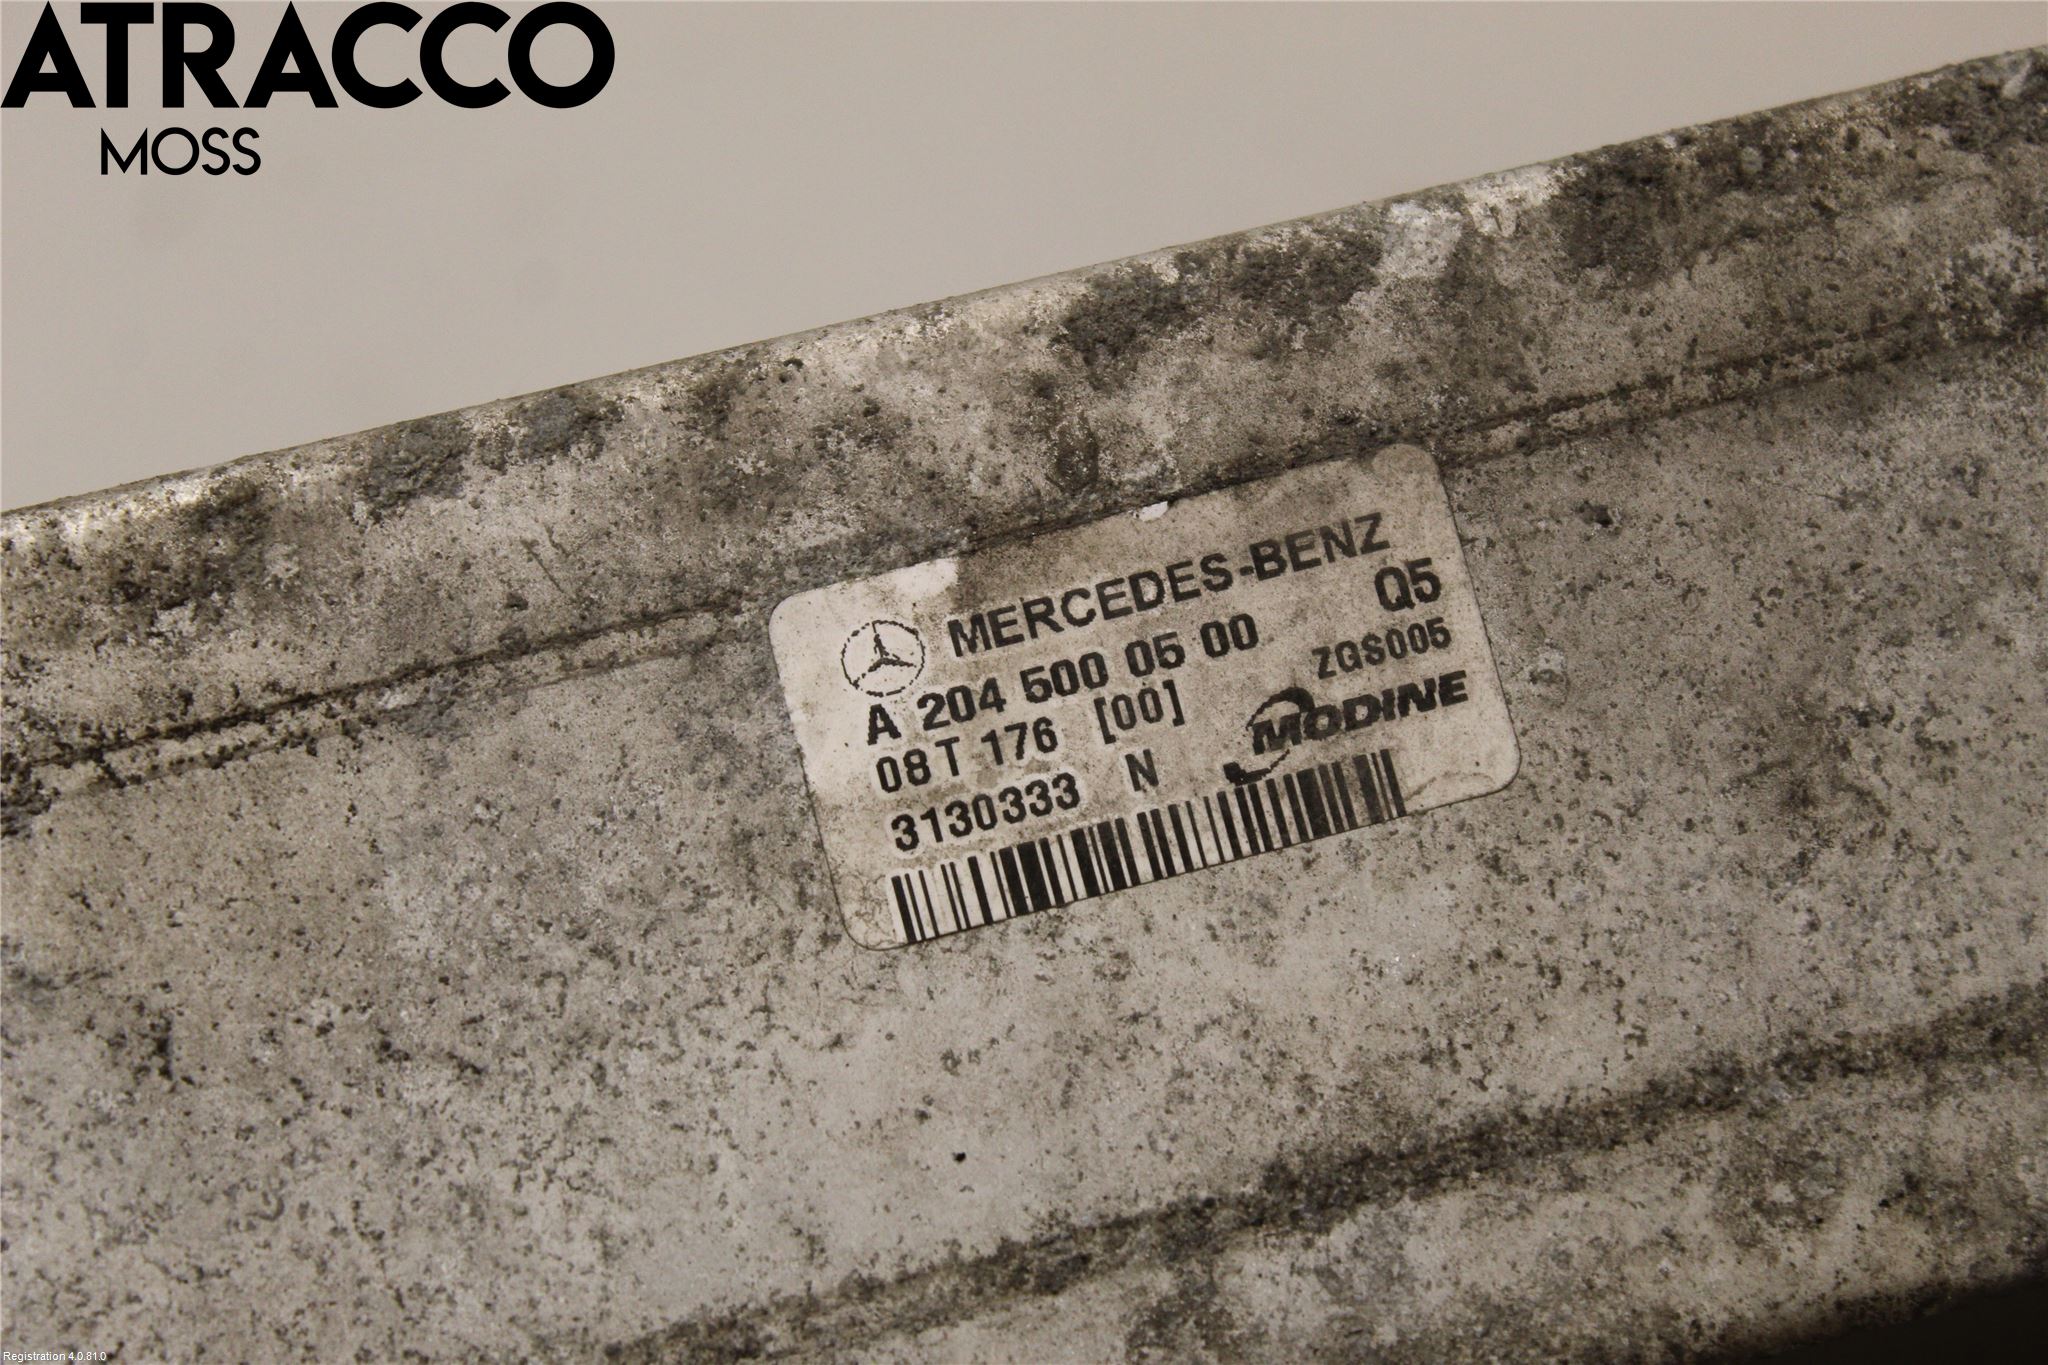 ATRACCO
MOSS
MERCEDES-BENZ
A 204 500 05 00 Q5
08T 176 [00] ZGS005
3130333 N MODINE
Registration 4.0.81.0